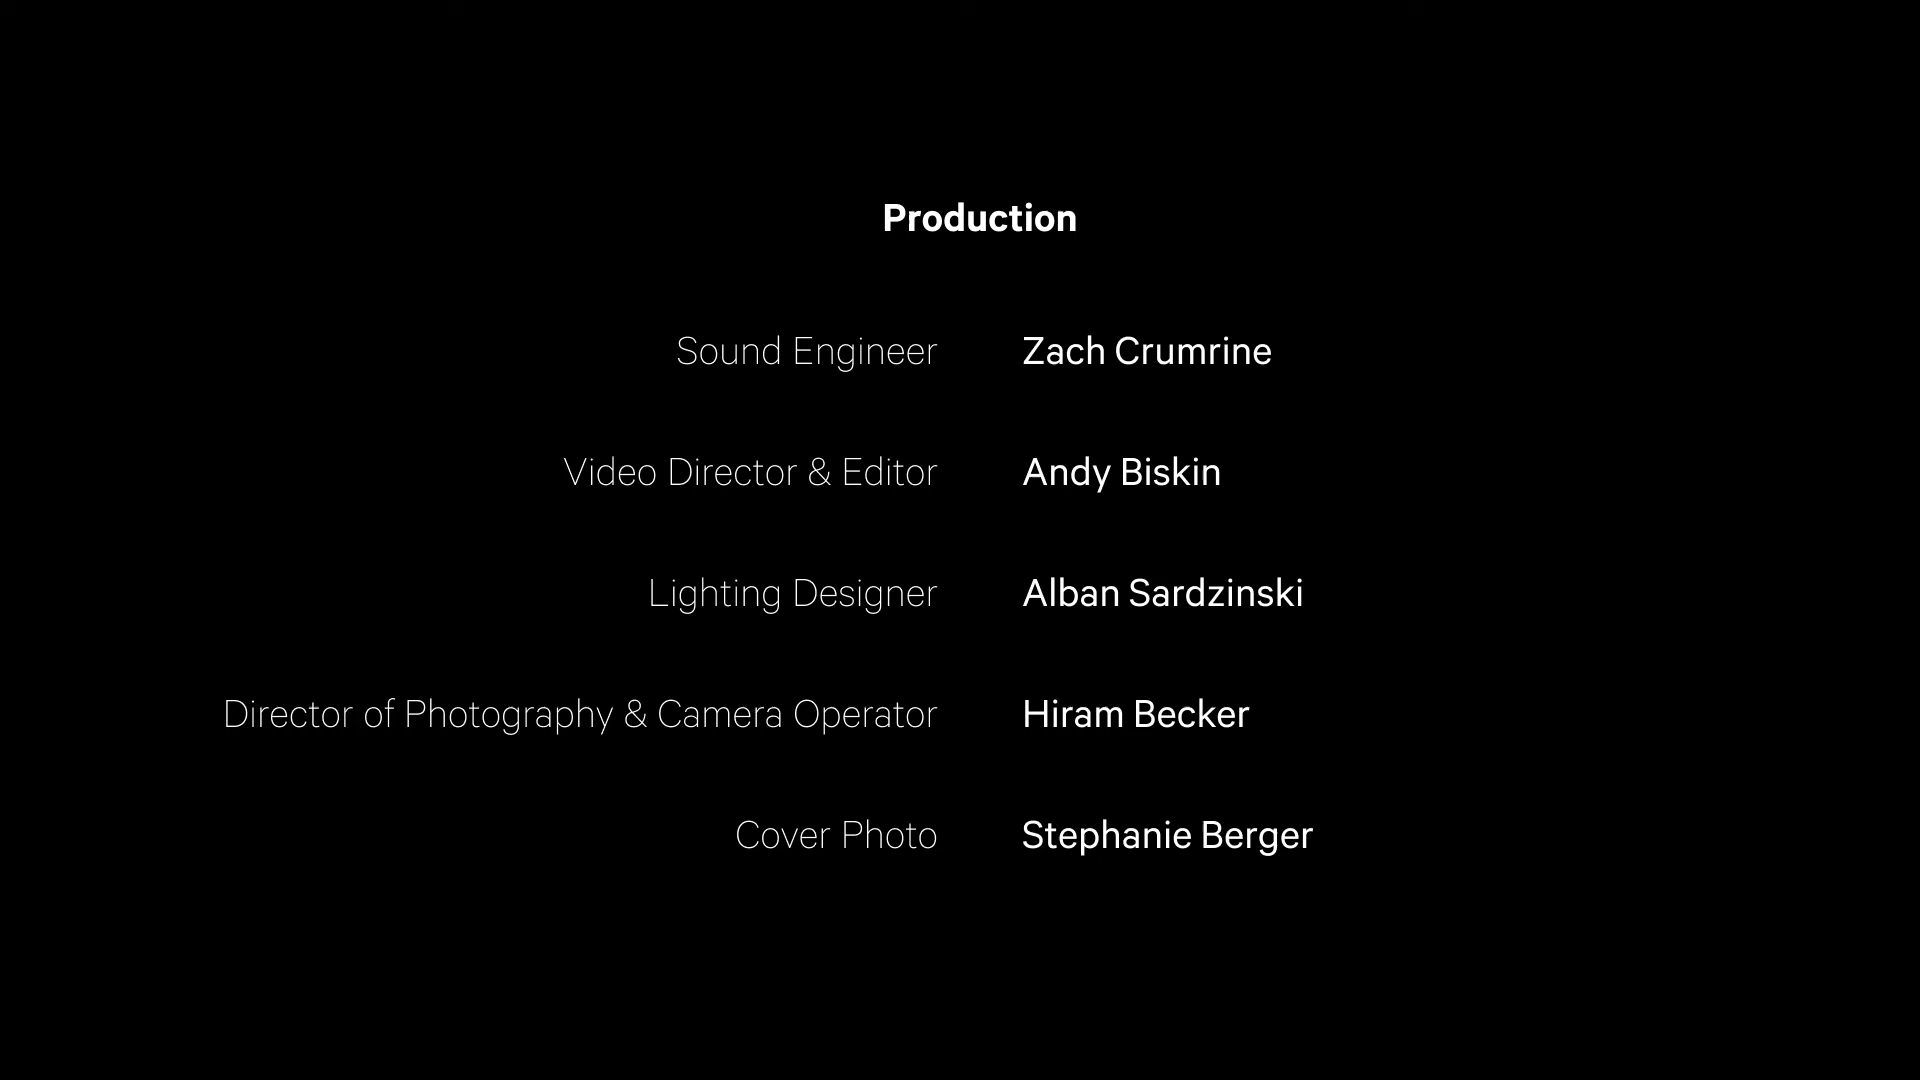 Production
Sound Engineer Zach Crumrine
Video Director & Editor Andy Biskin
Lighting Designer Alban Sardzinski
Director of Photography & Camera Operator Hiram Becker
Cover Photo Stephanie Berger